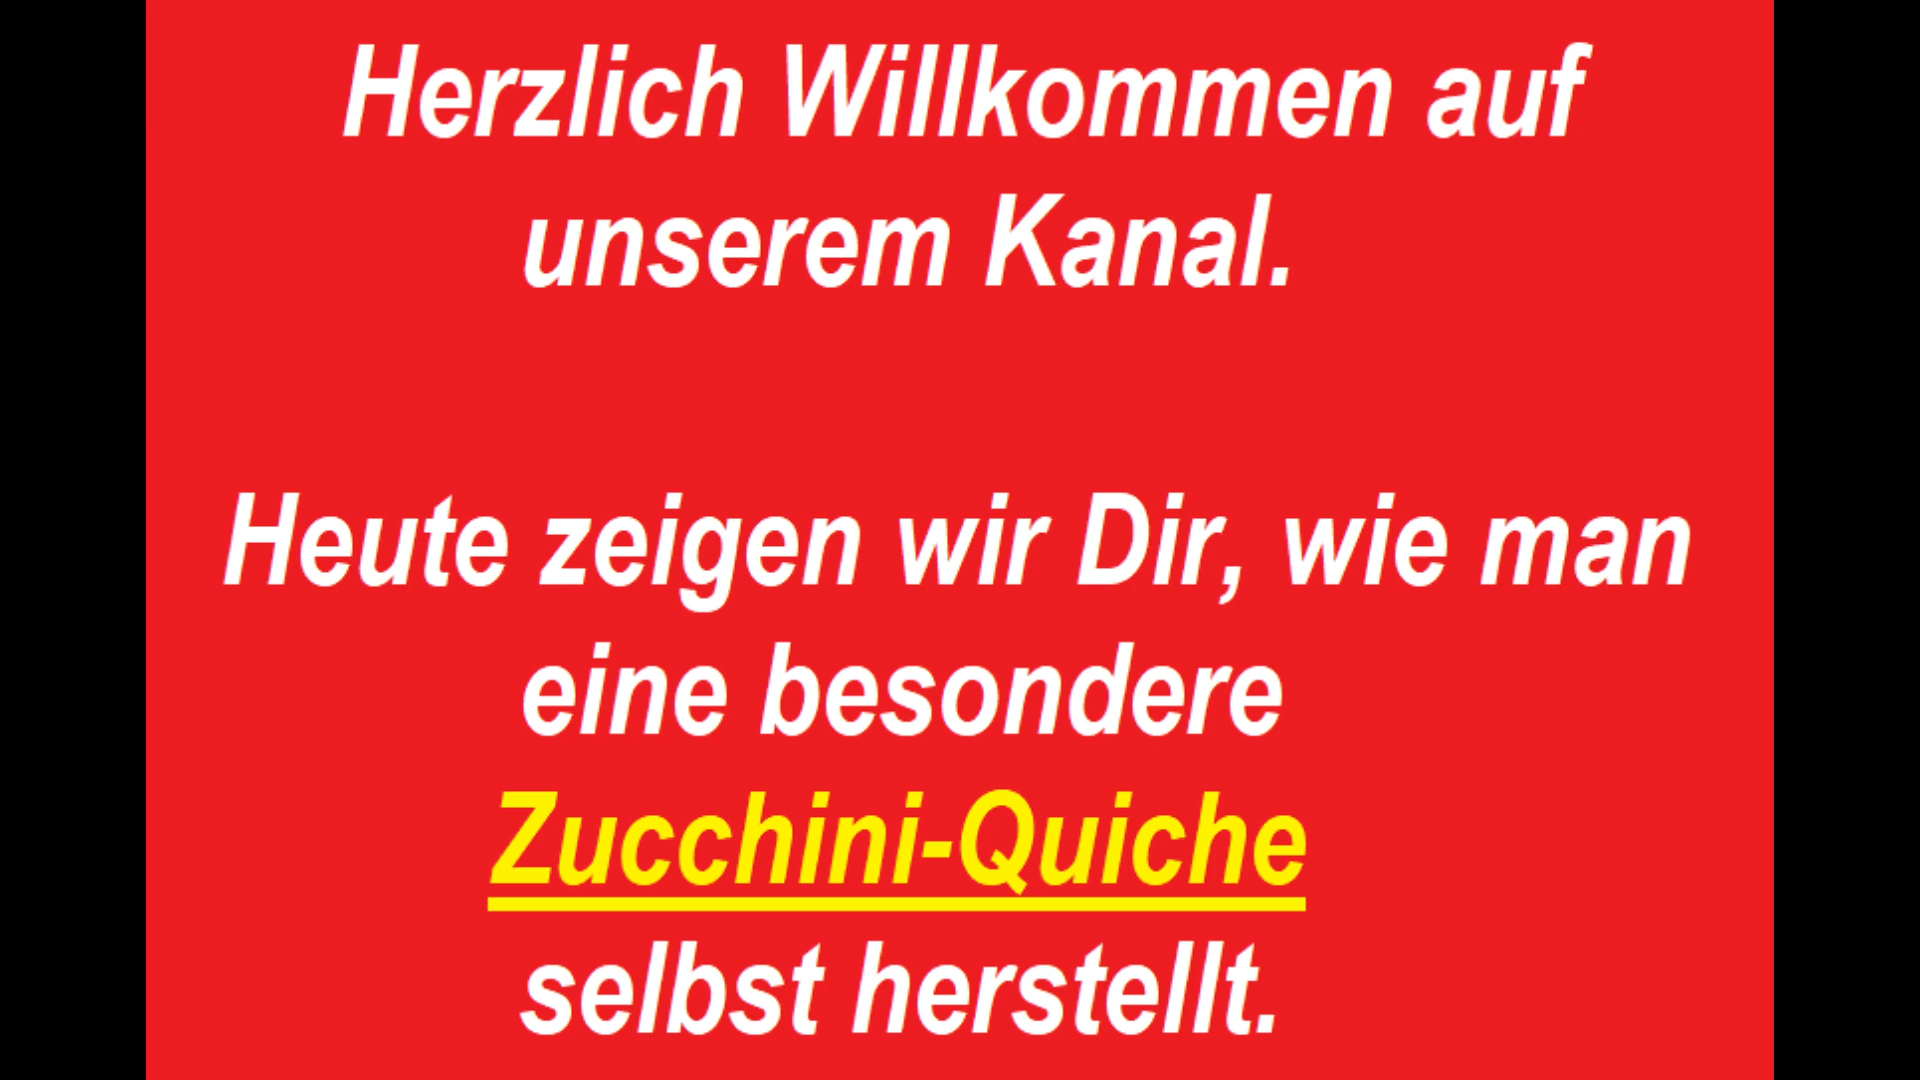 Herzlich Willkommen auf
unserem Kanal.
Heute zeigen wir Dir, wie man
eine besondere
Zucchini-Quiche
selbst herstellt.